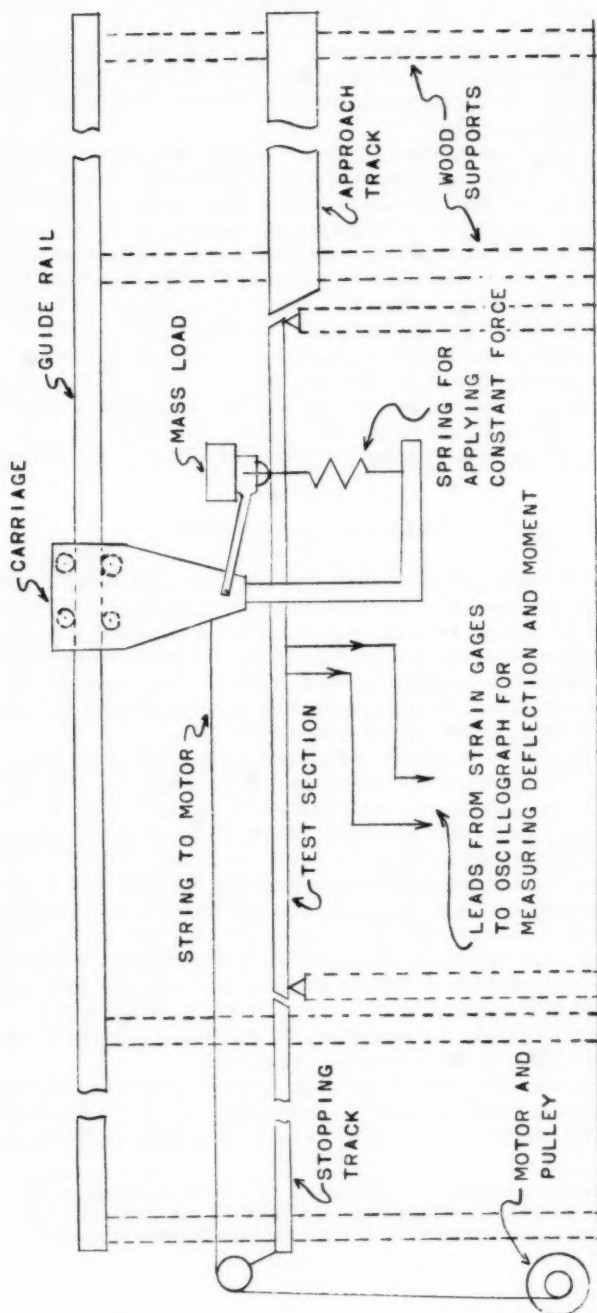 CARRIAGE
GUIDE RAIL
MASS LOAD
STRING TO MOTOR
APPROACH
TRACK
WOOD
SUPPORTS
SPRING FOR
APPLYING
CONSTANT FORCE
TEST SECTION
LEADS FROM STRAIN GAGES
TO OSCILLOGRAPH FOR
MEASURING DEFLECTION AND MOMENT
STOPPING
TRACK
MOTOR AND
PULLEY